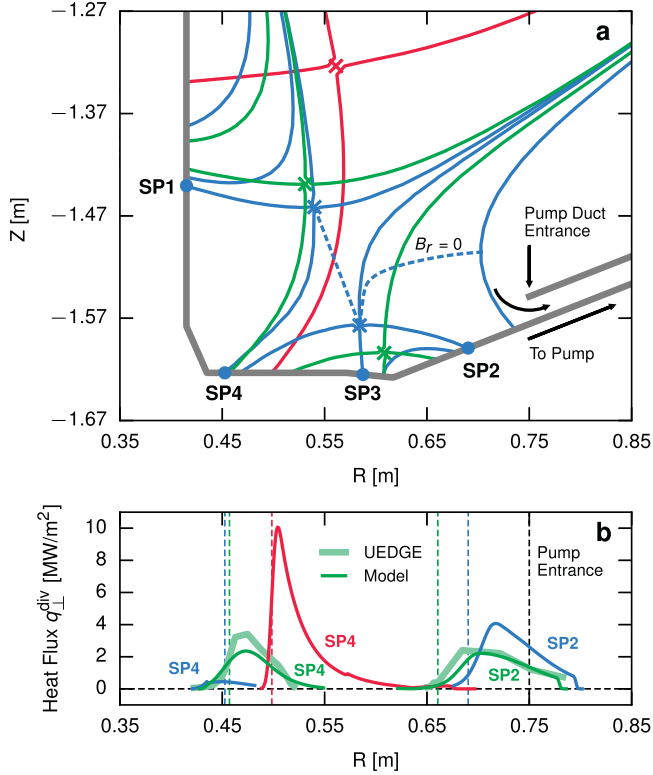 a
−1.27
−1.37
−1.47
−1.57
−1.67
Z [m]
SP1
SP4
SP3
SP2
B_r = 0
Pump Duct
Entrance
To Pump
0.35 0.45 0.55 0.65 0.75 0.85
R [m]
b
10
8
6
4
2
0
Heat Flux q_⊥^div [MW/m²]
UEDGE
Model
Pump
Entrance
SP4
SP4
SP4
SP2
SP2
0.35 0.45 0.55 0.65 0.75 0.85
R [m]